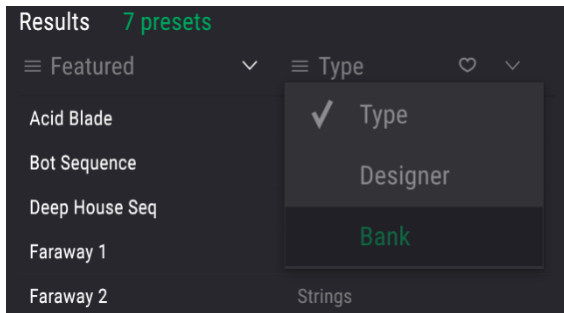 Results 7 presets
Featured Type
Acid Blade Type
Bot Sequence Designer
Deep House Seq
Faraway 1 Bank
Faraway 2 Strings